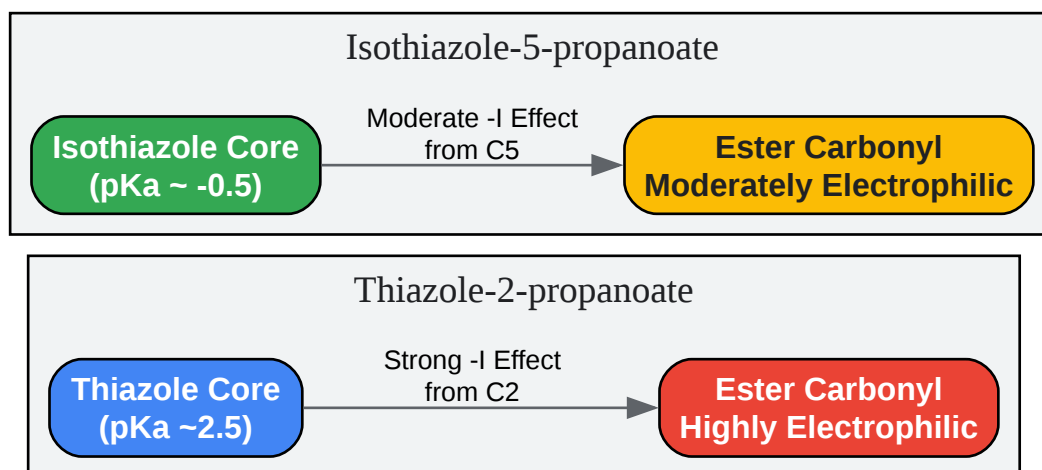 Isothiazole-5-propanoate
Isothiazole Core
(pKa ~ -0.5)
Moderate -I Effect
from C5
Ester Carbonyl
Moderately Electrophilic
Thiazole-2-propanoate
Thiazole Core
(pKa ~2.5)
Strong -I Effect
from C2
Ester Carbonyl
Highly Electrophilic